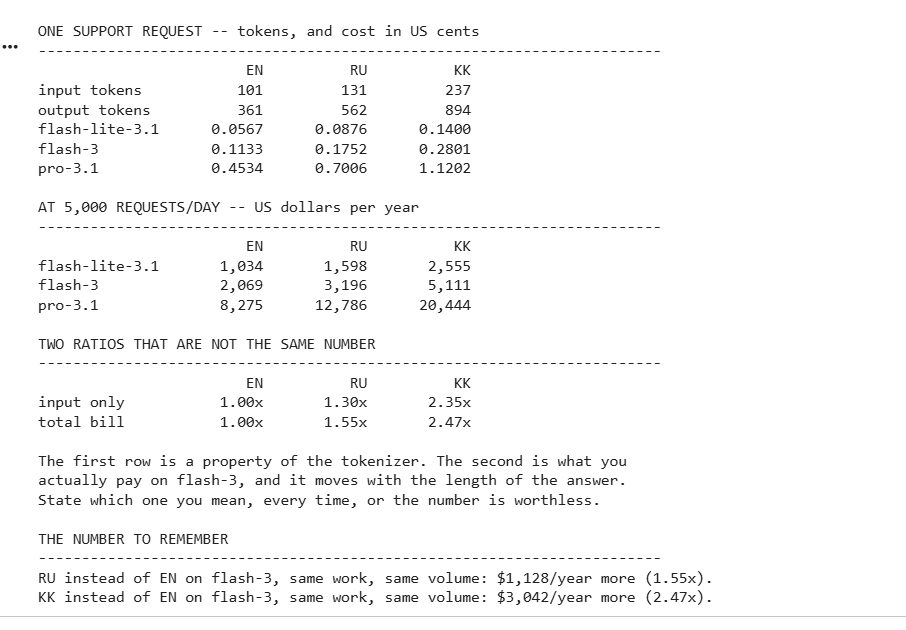 ONE SUPPORT REQUEST -- tokens, and cost in US cents
-----------------------------------------------------------------------
EN RU KK
input tokens 101 131 237
output tokens 361 562 894
flash-lite-3.1 0.0567 0.0876 0.1400
flash-3 0.1133 0.1752 0.2801
pro-3.1 0.4534 0.7006 1.1202
AT 5,000 REQUESTS/DAY -- US dollars per year
-----------------------------------------------------------------------
EN RU KK
flash-lite-3.1 1,034 1,598 2,555
flash-3 2,069 3,196 5,111
pro-3.1 8,275 12,786 20,444
TWO RATIOS THAT ARE NOT THE SAME NUMBER
-----------------------------------------------------------------------
EN RU KK
input only 1.00x 1.30x 2.35x
total bill 1.00x 1.55x 2.47x
The first row is a property of the tokenizer. The second is what you
actually pay on flash-3, and it moves with the length of the answer.
State which one you mean, every time, or the number is worthless.
THE NUMBER TO REMEMBER
-----------------------------------------------------------------------
RU instead of EN on flash-3, same work, same volume: $1,128/year more (1.55x).
KK instead of EN on flash-3, same work, same volume: $3,042/year more (2.47x).